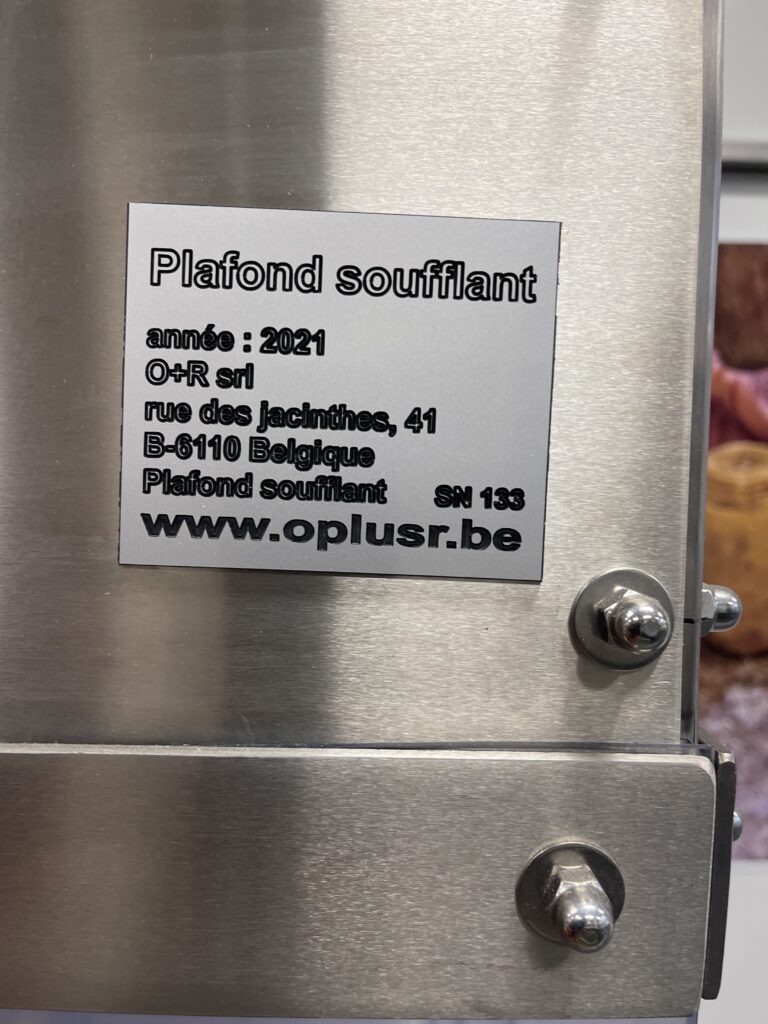 Plafond soufflant
année : 2021
O+R srl
rue des jacinthes, 41
B-6110 Belgique
Plafond soufflant SN 133
www.oplusr.be